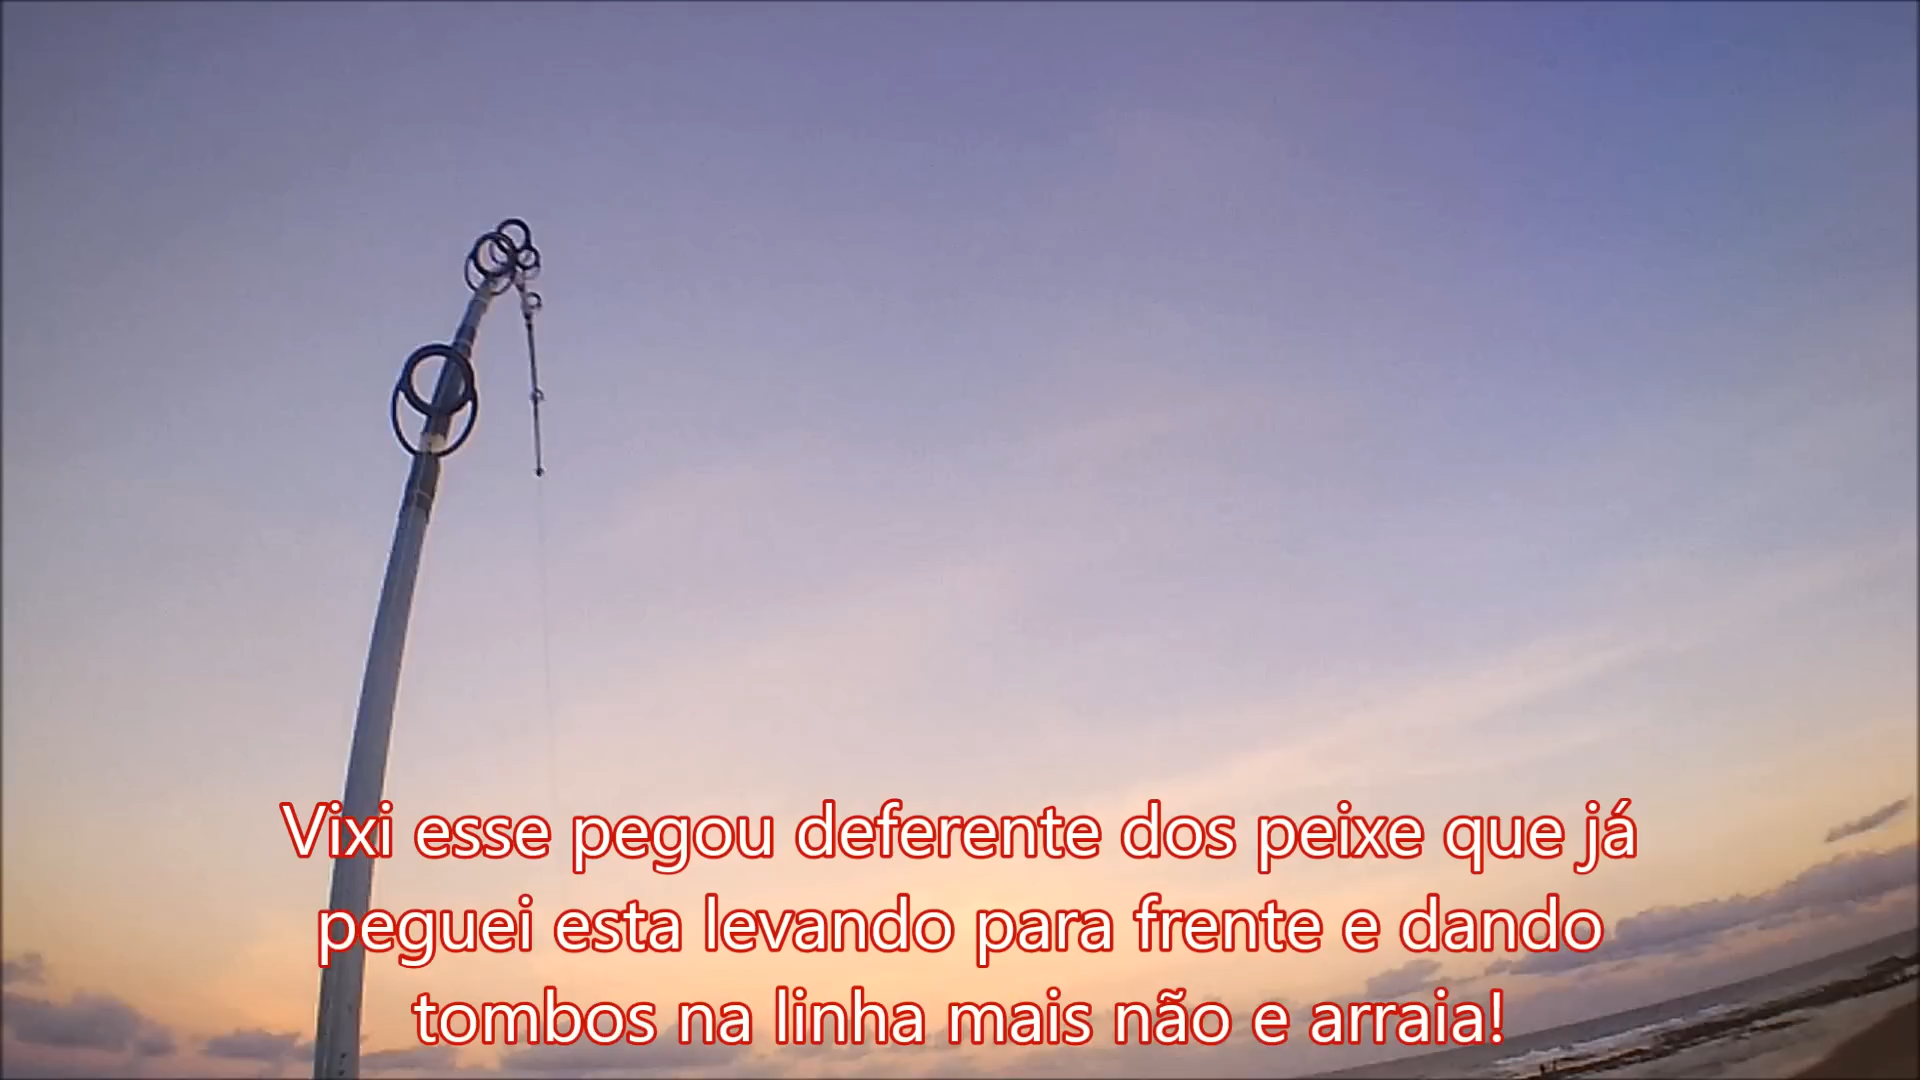 Vixi esse pegou deferente dos peixe que já
peguei esta levando para frente e dando
tombos na linha mais não e arraia!